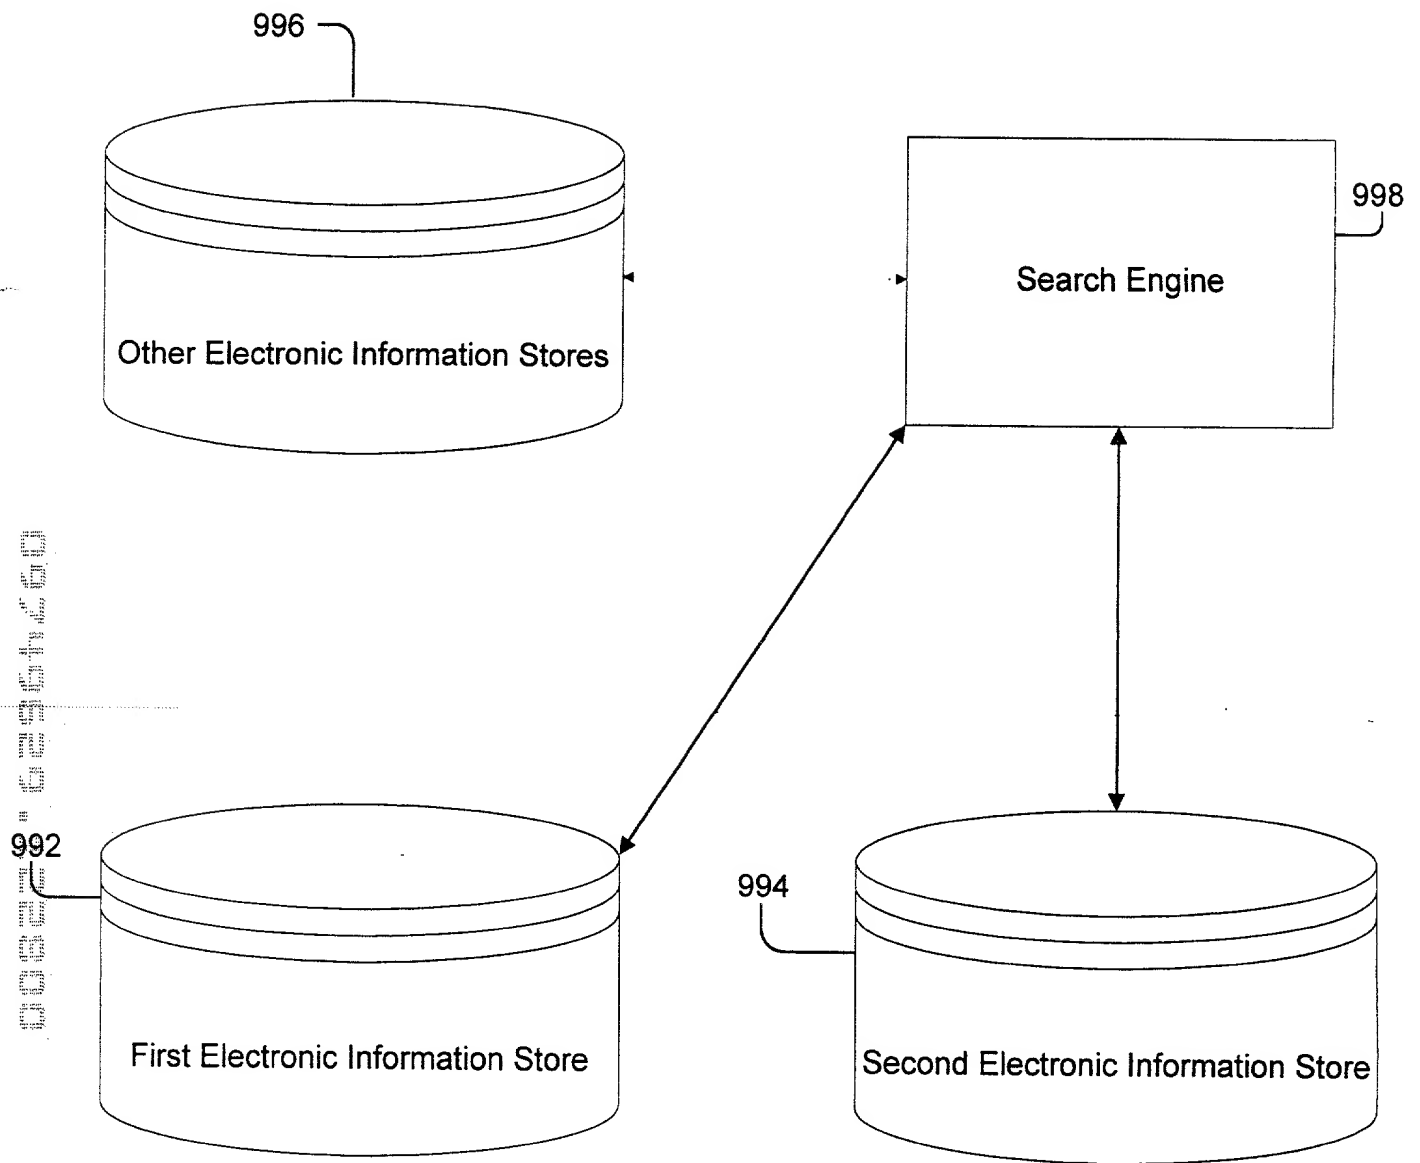 996
998
Search Engine
Other Electronic Information Stores
992
994
First Electronic Information Store
Second Electronic Information Store